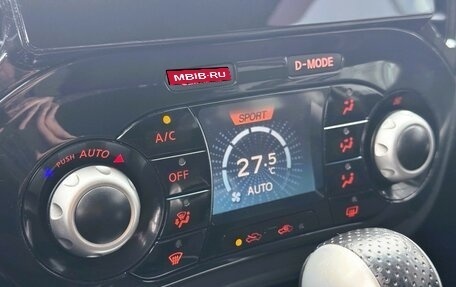 MBIB-RU
D-MODE
SPORT
A/C
PUSH AUTO
27.5°C
OFF
AUTO